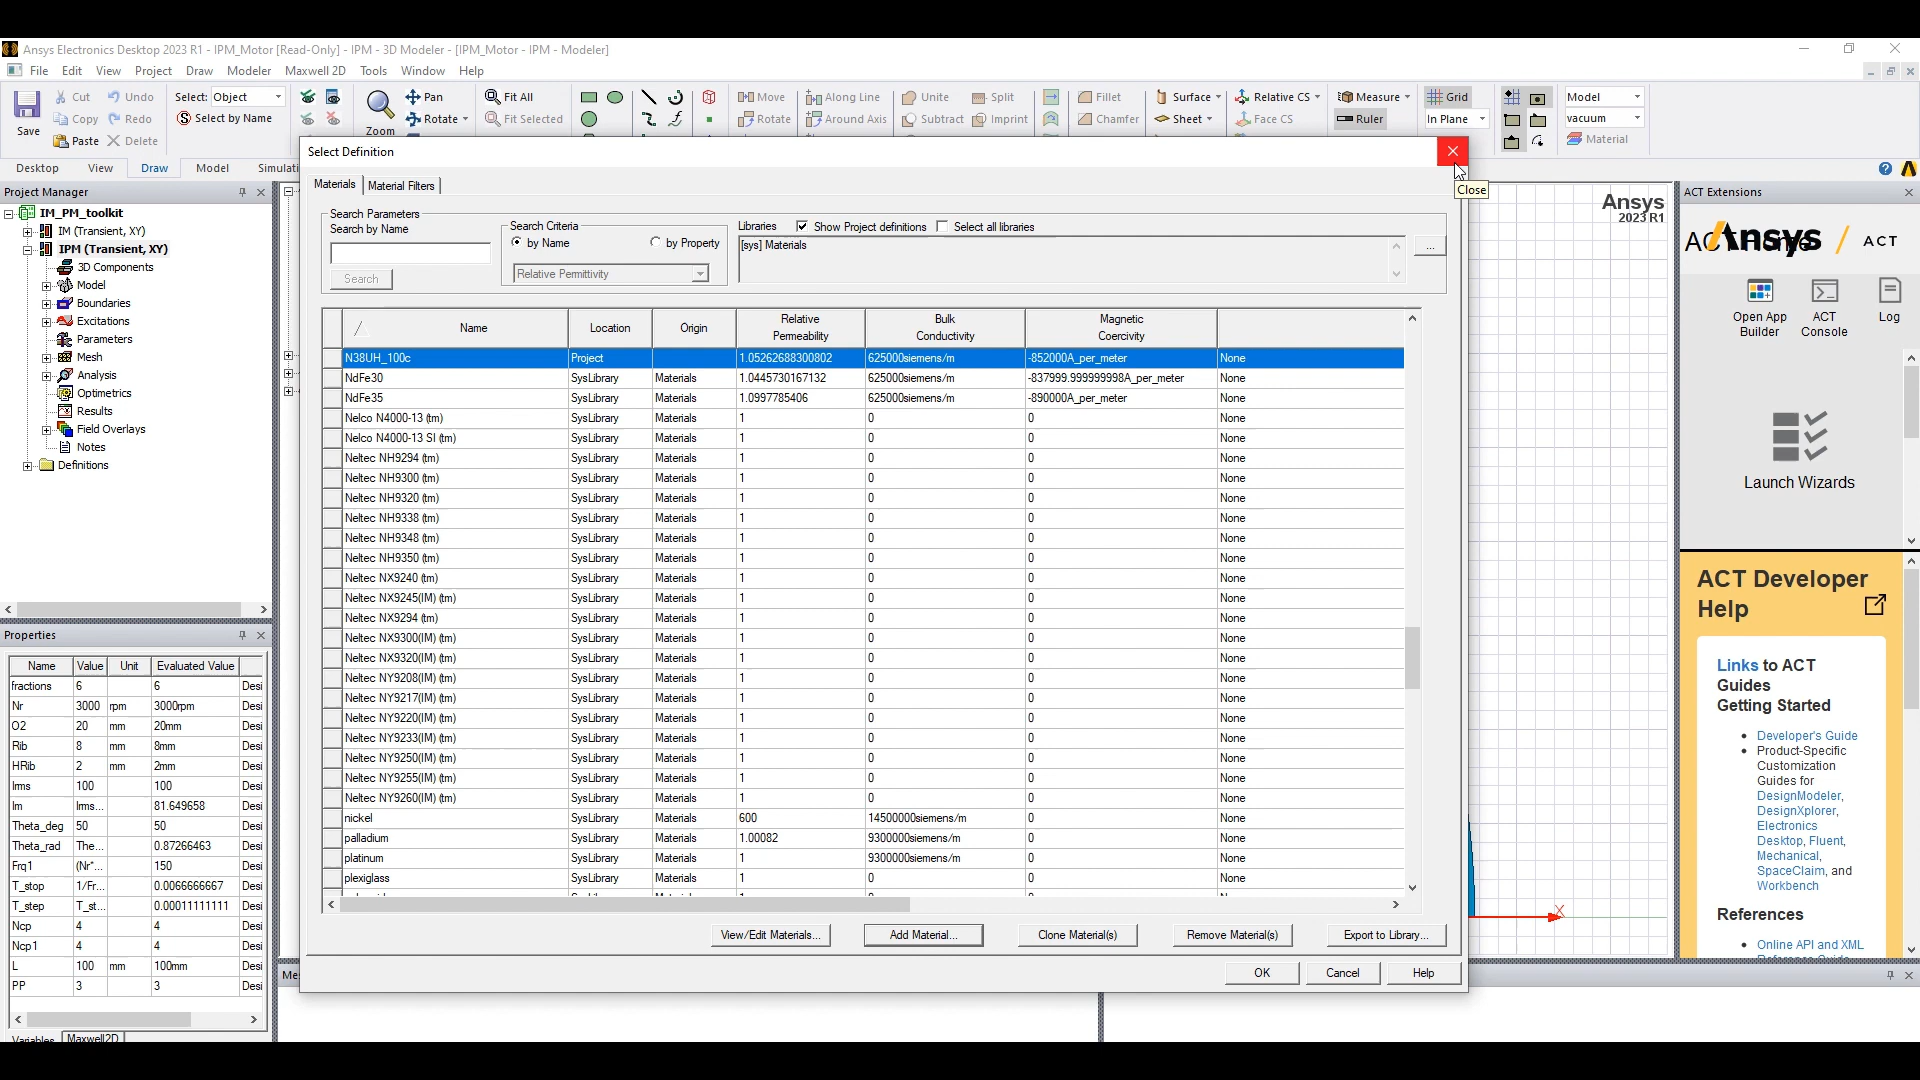 Ansys Electronics Desktop 2023 R1 - IPM_Motor [Read-Only] - IPM - 3D Modeler - [IPM_Motor - IPM - Modeler]
File Edit View Project Draw Modeler Maxwell 2D Tools Window Help
Save Cut Undo Select: Object Pan Fit All Move Along Line Unite Split Fillet Surface Relative CS Measure Grid Model
Copy Redo Select by Name Rotate Fit Selected Rotate Around Axis Subtract Imprint Chamfer Sheet Face CS Ruler In Plane vacuum
Paste Delete Zoom Material
Desktop View Draw Model Simulati
Project Manager
IM_PM_toolkit
IM (Transient, XY)
IPM (Transient, XY)
3D Components
Model
Boundaries
Excitations
Parameters
Mesh
Analysis
Optimetrics
Results
Field Overlays
Notes
Definitions
Properties
Name Value Unit Evaluated Value
fractions 6 6 Desi
Nr 3000 rpm 3000rpm Desi
O2 20 mm 20mm Desi
Rib 8 mm 8mm Desi
HRib 2 mm 2mm Desi
Irms 100 100 Desi
Im Irms... 81.649658 Desi
Theta_deg 50 50 Desi
Theta_rad The... 0.87266463 Desi
Frq1 (Nr*... 150 Desi
T_stop 1/Fr... 0.0066666667 Desi
T_step T_st... 0.00011111111 Desi
Ncp 4 4 Desi
Ncp1 4 4 Desi
L 100 mm 100mm Desi
PP 3 3 Desi
Variables Maxwell2D
Select Definition
Close
Materials Material Filters
Search Parameters
Search by Name
Search
Search Criteria
by Name by Property
Relative Permittivity
Libraries Show Project definitions Select all libraries
[sys] Materials
...
/ Name Location Origin Relative Permeability Bulk Conductivity Magnetic Coercivity
N38UH_100c Project 1.05262688300802 625000siemens/m -852000A_per_meter None
NdFe30 SysLibrary Materials 1.0445730167132 625000siemens/m -837999.999999998A_per_meter None
NdFe35 SysLibrary Materials 1.0997785406 625000siemens/m -890000A_per_meter None
Nelco N4000-13 (tm) SysLibrary Materials 1 0 0 None
Nelco N4000-13 SI (tm) SysLibrary Materials 1 0 0 None
Neltec NH9294 (tm) SysLibrary Materials 1 0 0 None
Neltec NH9300 (tm) SysLibrary Materials 1 0 0 None
Neltec NH9320 (tm) SysLibrary Materials 1 0 0 None
Neltec NH9338 (tm) SysLibrary Materials 1 0 0 None
Neltec NH9348 (tm) SysLibrary Materials 1 0 0 None
Neltec NH9350 (tm) SysLibrary Materials 1 0 0 None
Neltec NX9240 (tm) SysLibrary Materials 1 0 0 None
Neltec NX9245(IM) (tm) SysLibrary Materials 1 0 0 None
Neltec NX9294 (tm) SysLibrary Materials 1 0 0 None
Neltec NX9300(IM) (tm) SysLibrary Materials 1 0 0 None
Neltec NX9320(IM) (tm) SysLibrary Materials 1 0 0 None
Neltec NY9208(IM) (tm) SysLibrary Materials 1 0 0 None
Neltec NY9217(IM) (tm) SysLibrary Materials 1 0 0 None
Neltec NY9220(IM) (tm) SysLibrary Materials 1 0 0 None
Neltec NY9233(IM) (tm) SysLibrary Materials 1 0 0 None
Neltec NY9250(IM) (tm) SysLibrary Materials 1 0 0 None
Neltec NY9255(IM) (tm) SysLibrary Materials 1 0 0 None
Neltec NY9260(IM) (tm) SysLibrary Materials 1 0 0 None
nickel SysLibrary Materials 600 14500000siemens/m 0 None
palladium SysLibrary Materials 1.00082 9300000siemens/m 0 None
platinum SysLibrary Materials 1 9300000siemens/m 0 None
plexiglass SysLibrary Materials 1 0 0 None
View/Edit Materials... Add Material... Clone Material(s) Remove Material(s) Export to Library...
OK Cancel Help
Mes
X
Ansys
2023 R1
ACT Extensions
Ansys / ACT
Open App Builder
ACT Console
Log
Launch Wizards
ACT Developer
Help
Links to ACT
Guides
Getting Started
Developer's Guide
Product-Specific
Customization
Guides for
DesignModeler,
DesignXplorer,
Electronics
Desktop, Fluent,
Mechanical,
SpaceClaim, and
Workbench
References
Online API and XML